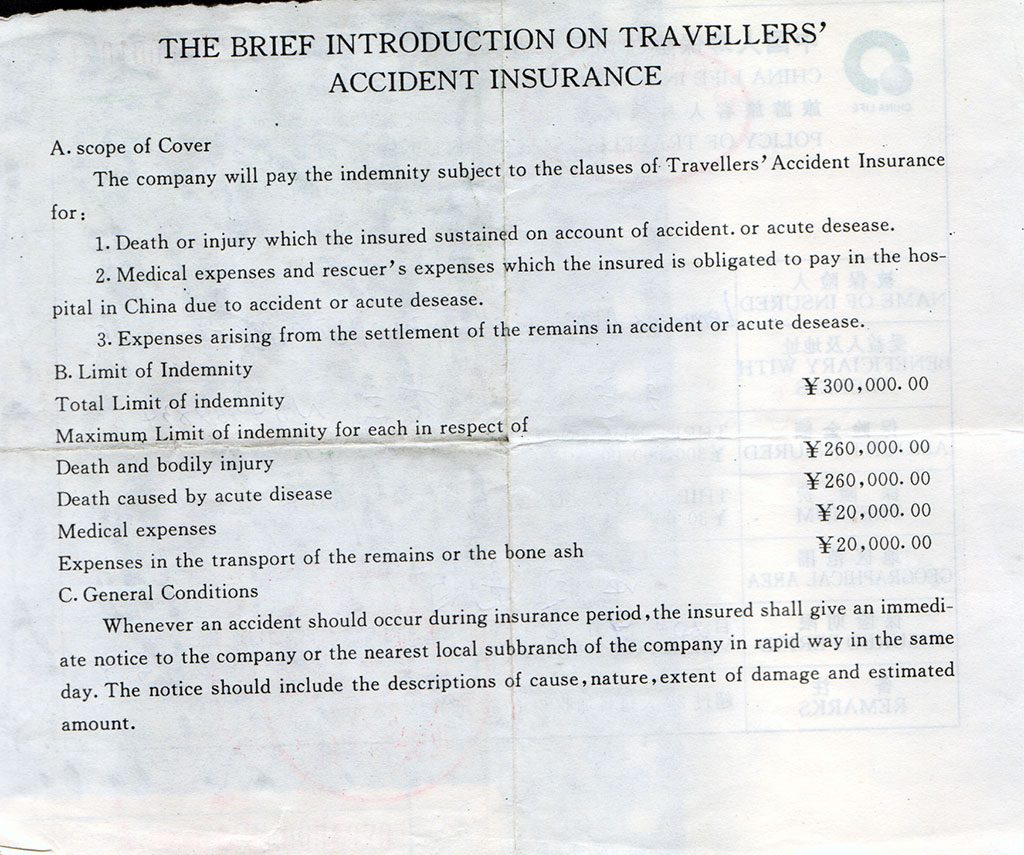 THE BRIEF INTRODUCTION ON TRAVELLERS'
ACCIDENT INSURANCE
A. scope of Cover
The company will pay the indemnity subject to the clauses of Travellers' Accident Insurance
for:
1. Death or injury which the insured sustained on account of accident. or acute desease.
2. Medical expenses and rescuer's expenses which the insured is obligated to pay in the hos-
pital in China due to accident or acute desease.
3. Expenses arising from the settlement of the remains in accident or acute desease.
B. Limit of Indemnity
Total Limit of indemnity ¥300,000.00
Maximum Limit of indemnity for each in respect of
Death and bodily injury ¥260,000.00
Death caused by acute disease ¥260,000.00
Medical expenses ¥20,000.00
Expenses in the transport of the remains or the bone ash ¥20,000.00
C. General Conditions
Whenever an accident should occur during insurance period, the insured shall give an immedi-
ate notice to the company or the nearest local subbranch of the company in rapid way in the same
day. The notice should include the descriptions of cause, nature, extent of damage and estimated
amount.